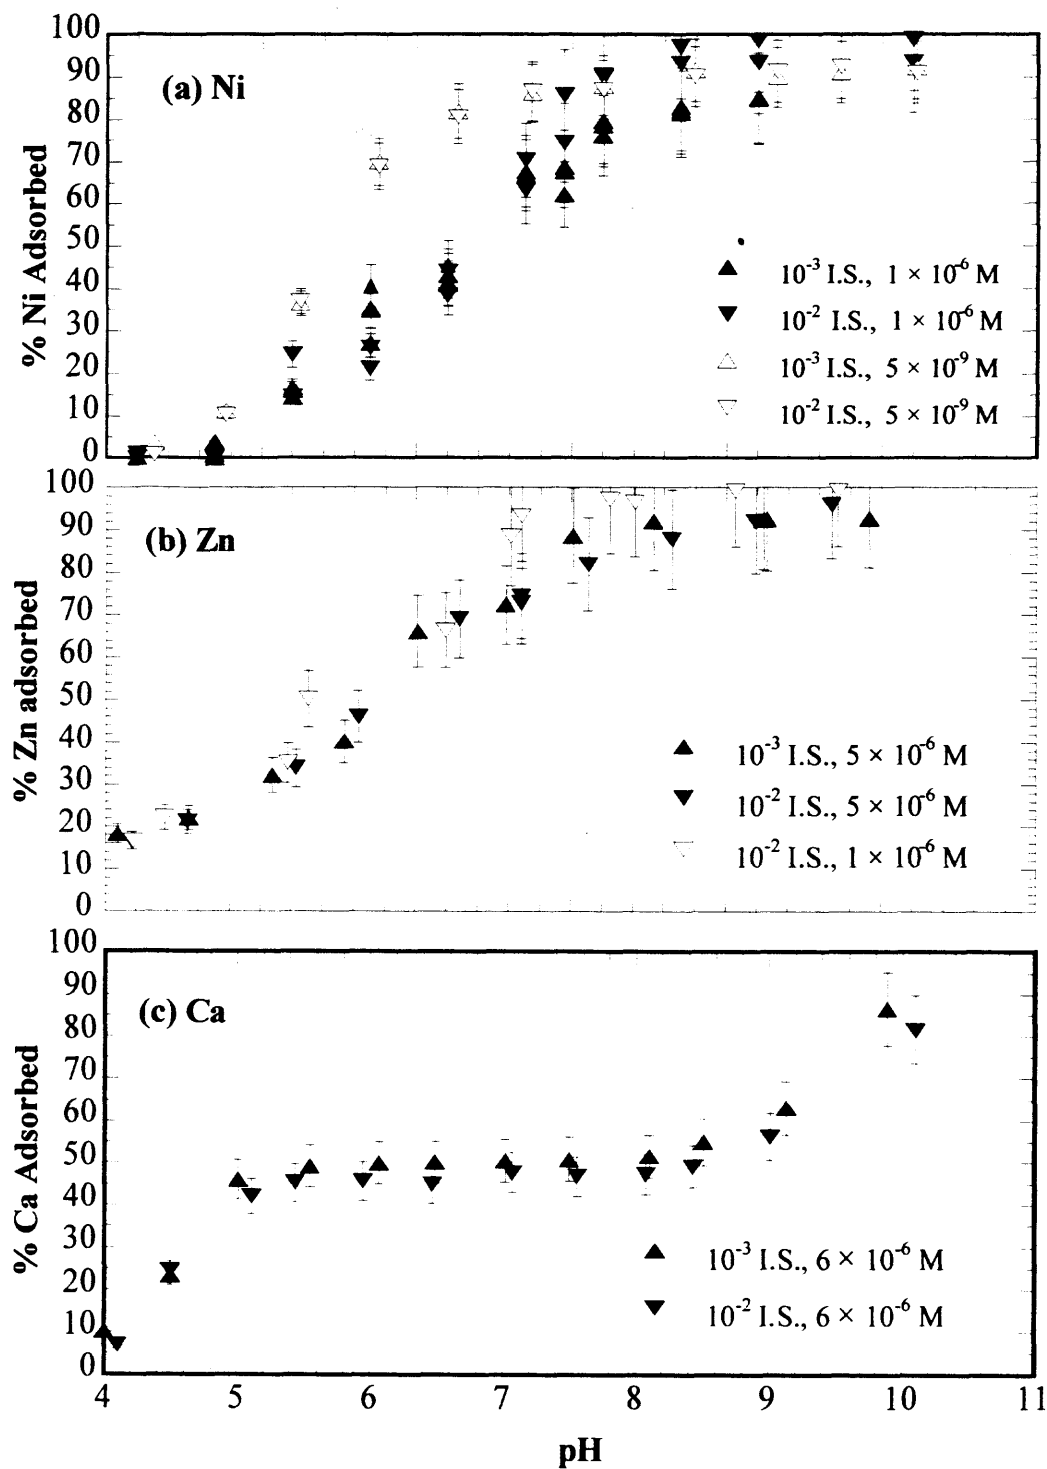 100
90
80
70
60
50
40
30
20
10
0
% Ni Adsorbed
(a) Ni
10⁻³ I.S., 1 × 10⁻⁶ M
10⁻² I.S., 1 × 10⁻⁶ M
10⁻³ I.S., 5 × 10⁻⁹ M
10⁻² I.S., 5 × 10⁻⁹ M
100
90
80
70
60
50
40
30
20
10
0
% Zn adsorbed
(b) Zn
10⁻³ I.S., 5 × 10⁻⁶ M
10⁻² I.S., 5 × 10⁻⁶ M
10⁻² I.S., 1 × 10⁻⁶ M
100
90
80
70
60
50
40
30
20
10
0
% Ca Adsorbed
(c) Ca
10⁻³ I.S., 6 × 10⁻⁶ M
10⁻² I.S., 6 × 10⁻⁶ M
4 5 6 7 8 9 10 11
pH